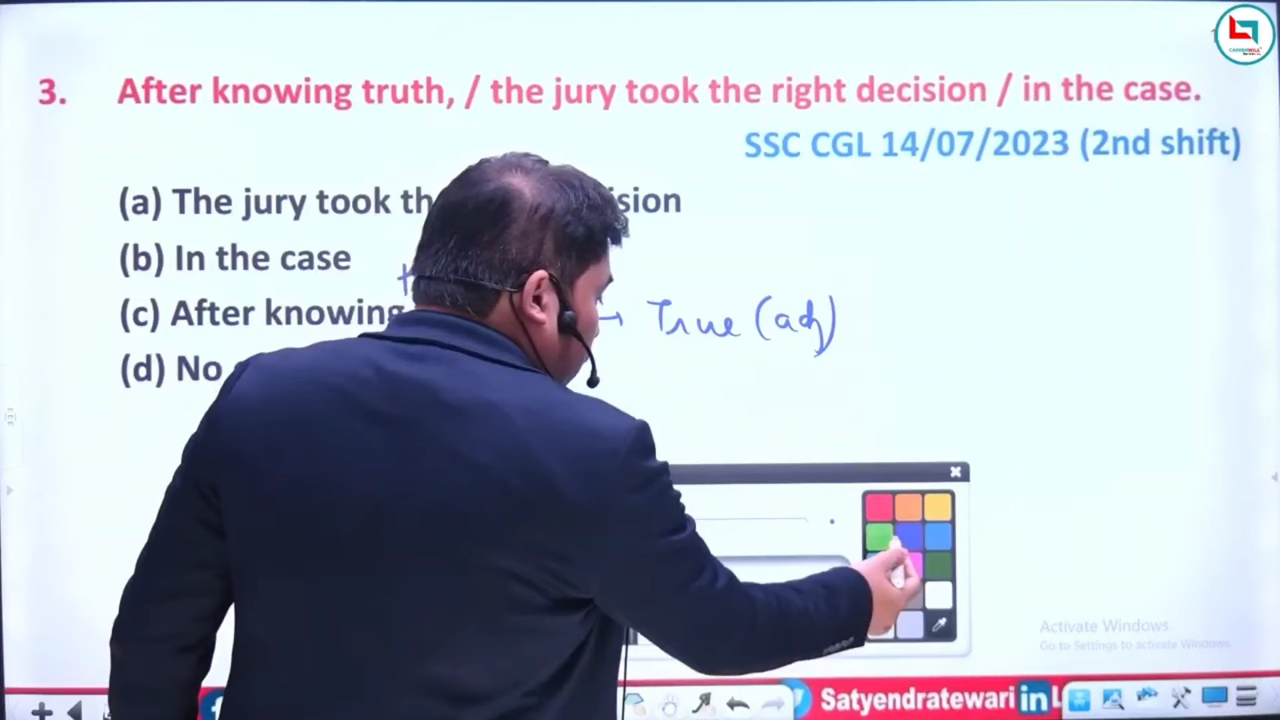 CAREERWILL
3. After knowing truth, / the jury took the right decision / in the case.
SSC CGL 14/07/2023 (2nd shift)
(a) The jury took th sion
(b) In the case
(c) After knowing → True (adj)
(d) No
Activate Windows
Go to Settings to activate Windows.
Satyendratewari in L